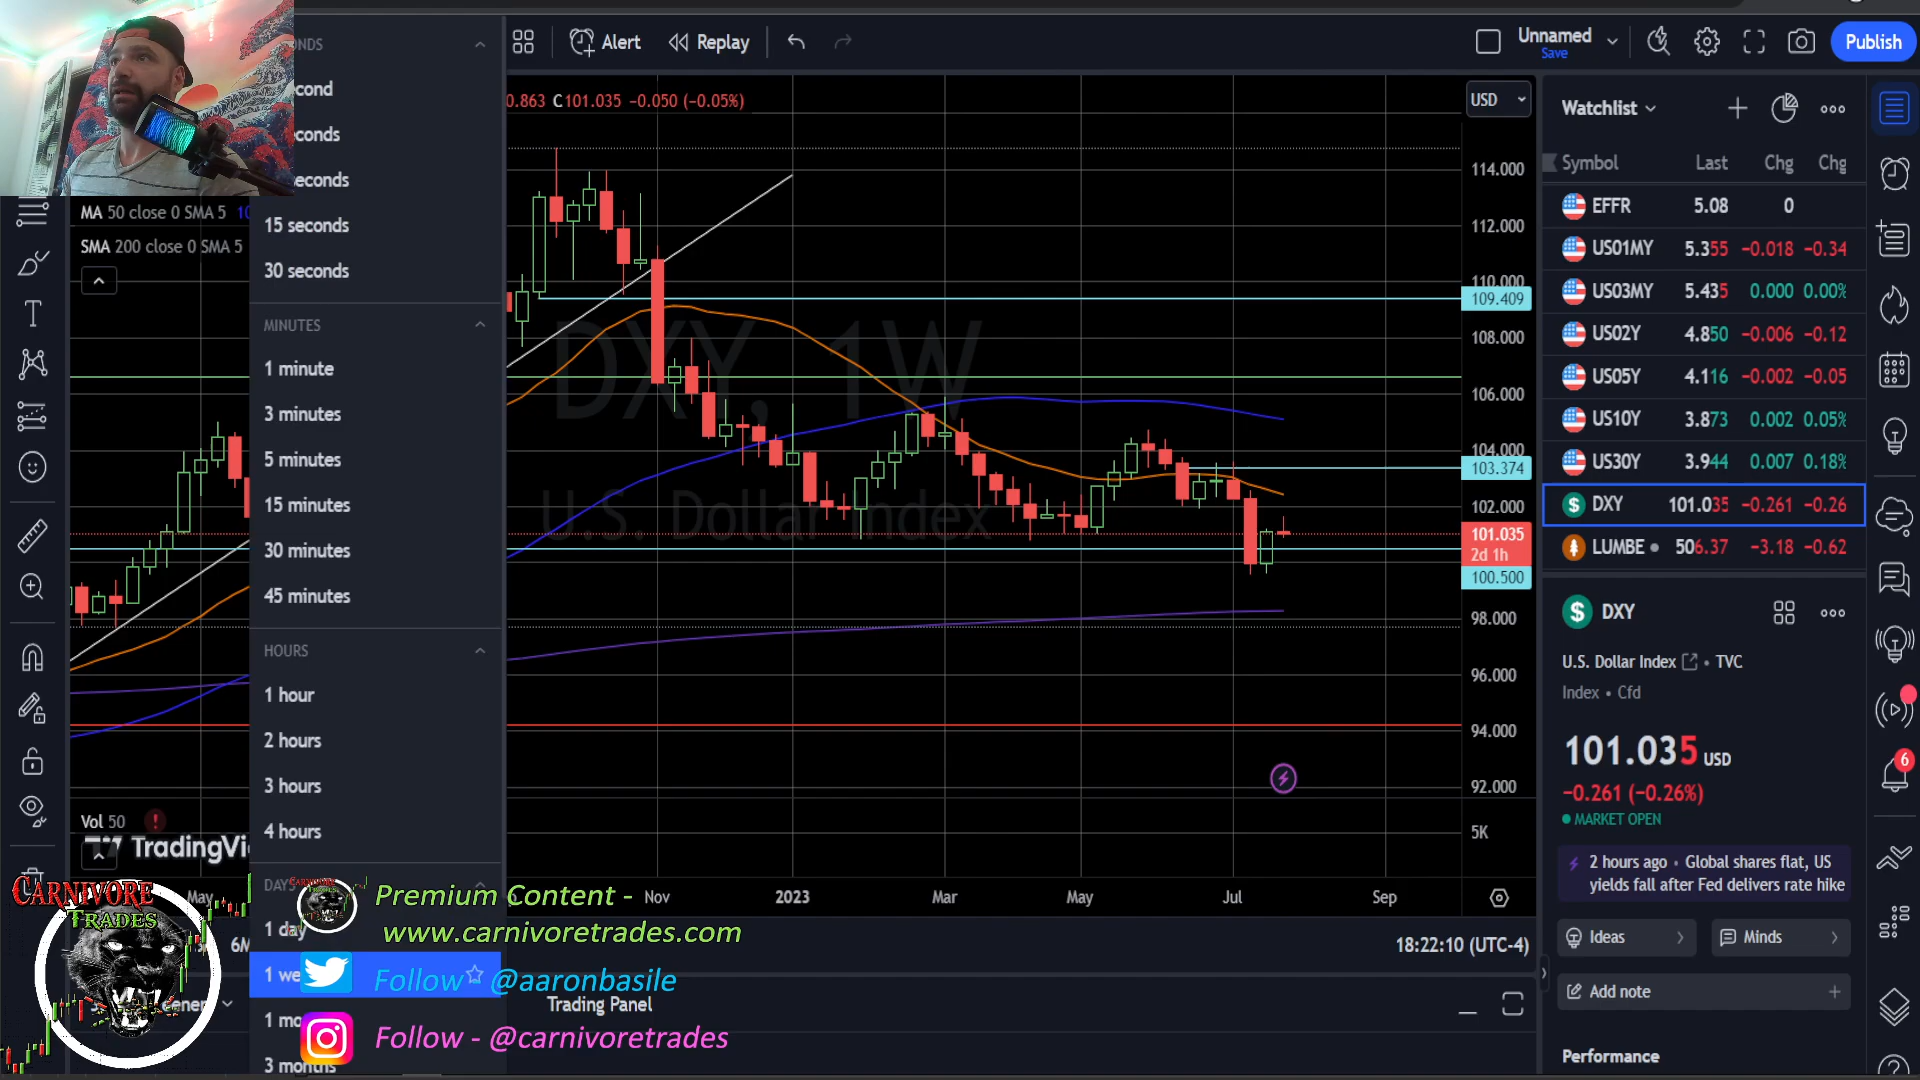 ONDS
Alert
Replay
Unnamed
Save
Publish
cond
conds
conds
15 seconds
30 seconds
MINUTES
1 minute
3 minutes
5 minutes
15 minutes
30 minutes
45 minutes
HOURS
1 hour
2 hours
3 hours
4 hours
DAYS
1 day
1 we
1 mo
3 months
0.863 C101.035 -0.050 (-0.05%)
MA 50 close 0 SMA 5
SMA 200 close 0 SMA 5
DXY, 1W
U.S. Dollar Index
USD
114.000
112.000
110.000
109.409
108.000
106.000
104.000
103.374
102.000
101.035
2d 1h
100.500
98.000
96.000
94.000
92.000
5K
Vol 50
TradingVi
May
Nov 2023 Mar May Jul Sep
6M
18:22:10 (UTC-4)
Trading Panel
CARNIVORE
TRADES
Premium Content -
www.carnivoretrades.com
Follow @aaronbasile
Follow - @carnivoretrades
Watchlist
Symbol Last Chg Chg
EFFR 5.08 0
US01MY 5.355 -0.018 -0.34
US03MY 5.435 0.000 0.00%
US02Y 4.850 -0.006 -0.12
US05Y 4.116 -0.002 -0.05
US10Y 3.873 0.002 0.05%
US30Y 3.944 0.007 0.18%
DXY 101.035 -0.261 -0.26
LUMBE 506.37 -3.18 -0.62
DXY
U.S. Dollar Index • TVC
Index • Cfd
101.035 USD
-0.261 (-0.26%)
MARKET OPEN
2 hours ago • Global shares flat, US
yields fall after Fed delivers rate hike
Ideas
Minds
Add note
Performance
6